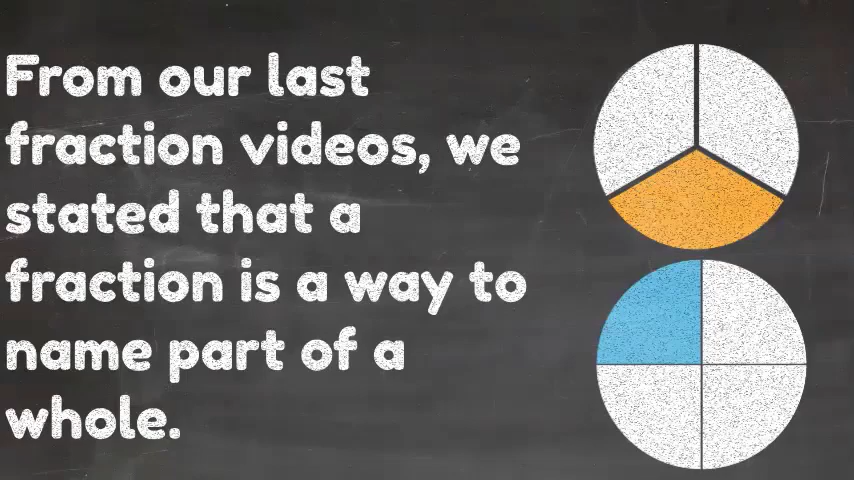 From our last
fraction videos, we
stated that a
fraction is a way to
name part of a
whole.